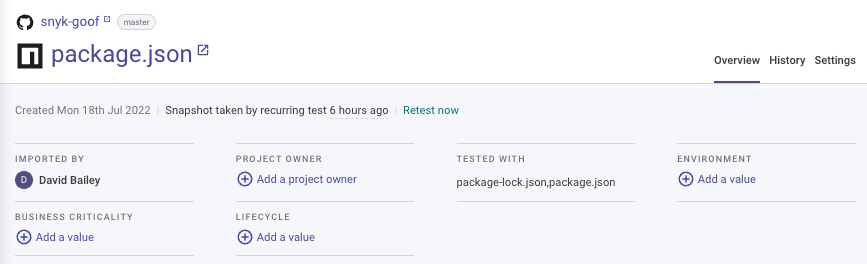 snyk-goof master
package.json
Overview History Settings
Created Mon 18th Jul 2022 | Snapshot taken by recurring test 6 hours ago | Retest now
IMPORTED BY PROJECT OWNER TESTED WITH ENVIRONMENT
D David Bailey Add a project owner package-lock.json,package.json Add a value
BUSINESS CRITICALITY LIFECYCLE
Add a value Add a value